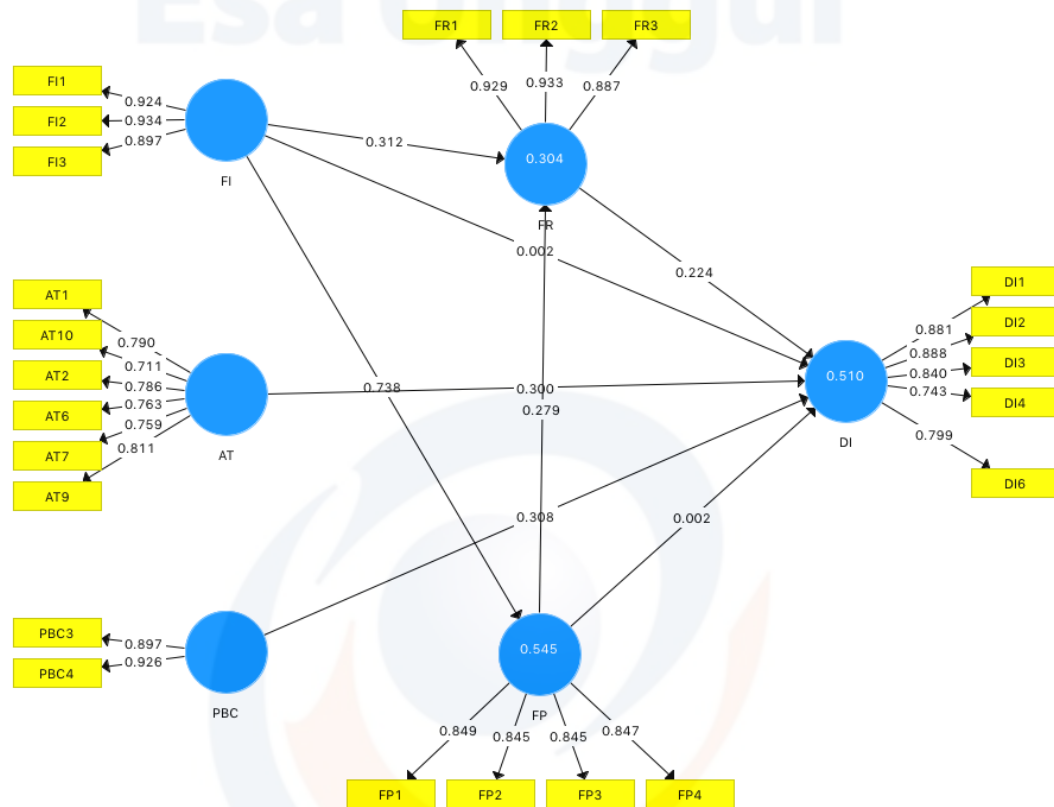 Esa Unggul
FR1 FR2 FR3
0.929 0.933 0.887
FI1
FI2
FI3
0.924
0.934
0.897
FI
0.312
0.304
FR
0.002
0.224
AT1
AT10
AT2
AT6
AT7
AT9
0.790
0.711
0.786
0.763
0.759
0.811
AT
0.738
0.300
0.279
0.510
DI
DI1
DI2
DI3
DI4
DI6
0.881
0.888
0.840
0.743
0.799
0.308
0.002
PBC3
PBC4
0.897
0.926
PBC
0.545
FP
0.849 0.845 0.845 0.847
FP1 FP2 FP3 FP4